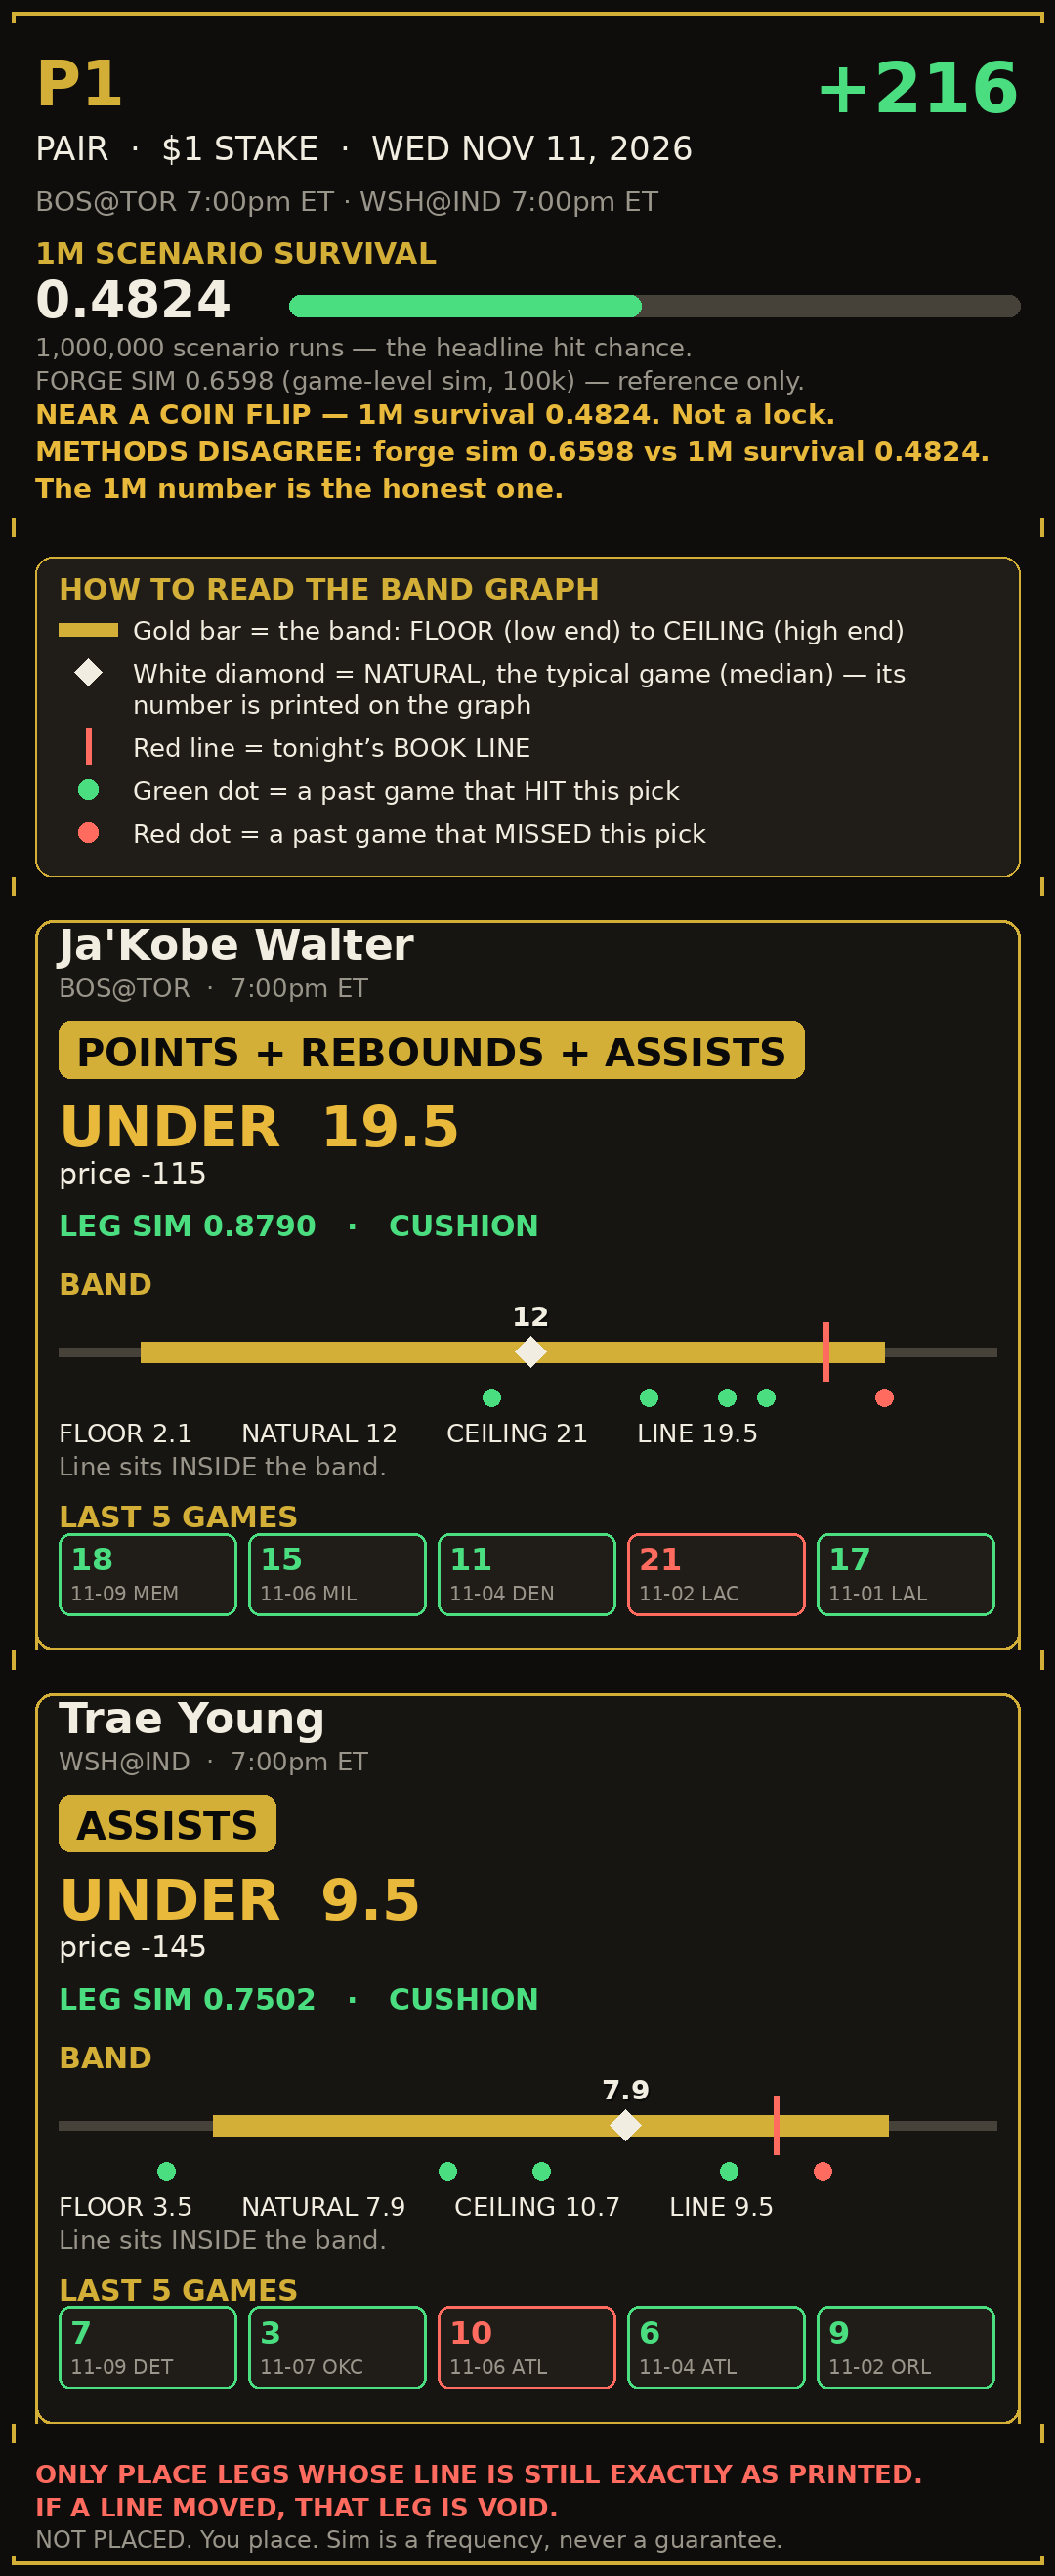 P1
+216
PAIR · $1 STAKE · WED NOV 11, 2026
BOS@TOR 7:00pm ET · WSH@IND 7:00pm ET
1M SCENARIO SURVIVAL
0.4824
1,000,000 scenario runs — the headline hit chance.
FORGE SIM 0.6598 (game-level sim, 100k) — reference only.
NEAR A COIN FLIP — 1M survival 0.4824. Not a lock.
METHODS DISAGREE: forge sim 0.6598 vs 1M survival 0.4824.
The 1M number is the honest one.
HOW TO READ THE BAND GRAPH
Gold bar = the band: FLOOR (low end) to CEILING (high end)
White diamond = NATURAL, the typical game (median) — its
number is printed on the graph
Red line = tonight’s BOOK LINE
Green dot = a past game that HIT this pick
Red dot = a past game that MISSED this pick
Ja'Kobe Walter
BOS@TOR · 7:00pm ET
POINTS + REBOUNDS + ASSISTS
UNDER 19.5
price -115
LEG SIM 0.8790 · CUSHION
BAND
12
FLOOR 2.1 NATURAL 12 CEILING 21 LINE 19.5
Line sits INSIDE the band.
LAST 5 GAMES
18 15 11 21 17
11-09 MEM 11-06 MIL 11-04 DEN 11-02 LAC 11-01 LAL
Trae Young
WSH@IND · 7:00pm ET
ASSISTS
UNDER 9.5
price -145
LEG SIM 0.7502 · CUSHION
BAND
7.9
FLOOR 3.5 NATURAL 7.9 CEILING 10.7 LINE 9.5
Line sits INSIDE the band.
LAST 5 GAMES
7 3 10 6 9
11-09 DET 11-07 OKC 11-06 ATL 11-04 ATL 11-02 ORL
ONLY PLACE LEGS WHOSE LINE IS STILL EXACTLY AS PRINTED.
IF A LINE MOVED, THAT LEG IS VOID.
NOT PLACED. You place. Sim is a frequency, never a guarantee.